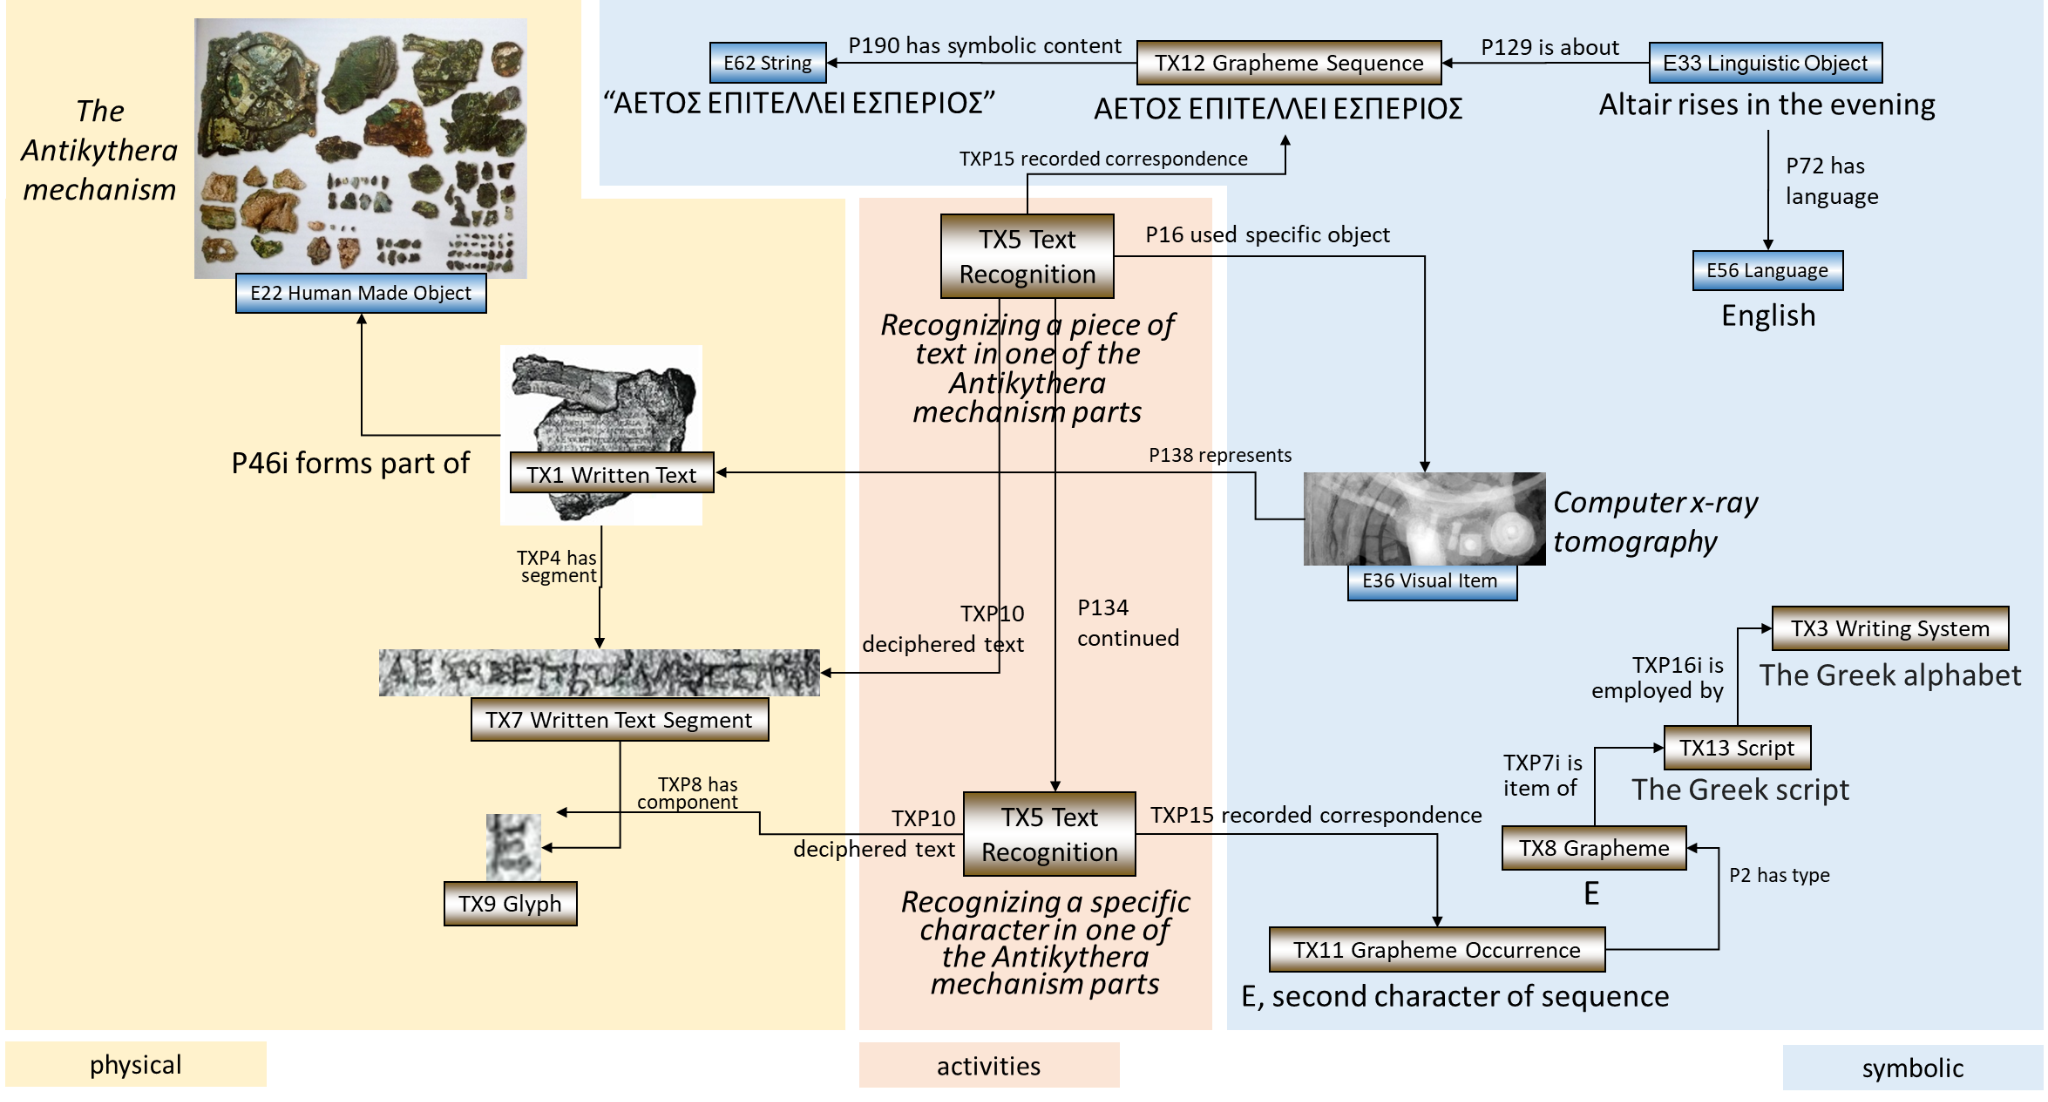 The
Antikythera
mechanism
E22 Human Made Object
P46i forms part of
TX1 Written Text
TXP4 has
segment
TX7 Written Text Segment
TXP8 has
component
TX9 Glyph
E62 String
P190 has symbolic content
TX12 Grapheme Sequence
P129 is about
E33 Linguistic Object
"ΑΕΤΟΣ ΕΠΙΤΕΛΛΕΙ ΕΣΠΕΡΙΟΣ"
ΑΕΤΟΣ ΕΠΙΤΕΛΛΕΙ ΕΣΠΕΡΙΟΣ
Altair rises in the evening
TXP15 recorded correspondence
P72 has
language
E56 Language
English
TX5 Text
Recognition
P16 used specific object
Recognizing a piece of
text in one of the
Antikythera
mechanism parts
P138 represents
Computer x-ray
tomography
E36 Visual Item
TXP10
deciphered text
P134
continued
TX3 Writing System
The Greek alphabet
TXP16i is
employed by
TX13 Script
The Greek script
TXP7i is
item of
TX8 Grapheme
E
P2 has type
TX5 Text
Recognition
TXP10
deciphered text
TXP15 recorded correspondence
Recognizing a specific
character in one of
the Antikythera
mechanism parts
TX11 Grapheme Occurrence
E, second character of sequence
physical
activities
symbolic